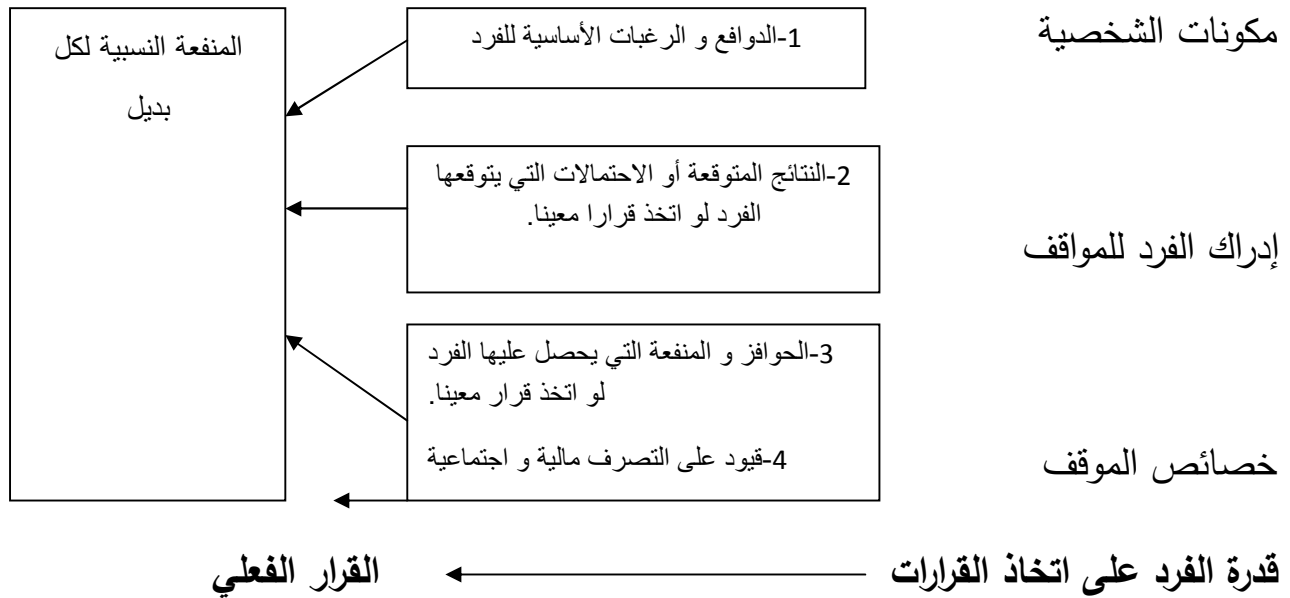 مكونات الشخصية
1-الدوافع و الرغبات الأساسية للفرد
المنفعة النسبية لكل
بديل
إدراك الفرد للمواقف
2-النتائج المتوقعة أو الاحتمالات التي يتوقعها
الفرد لو اتخذ قرارا معينا.
خصائص الموقف
3-الحوافز و المنفعة التي يحصل عليها الفرد
لو اتخذ قرار معينا.
4-قيود على التصرف مالية و اجتماعية
قدرة الفرد على اتخاذ القرارات
القرار الفعلي